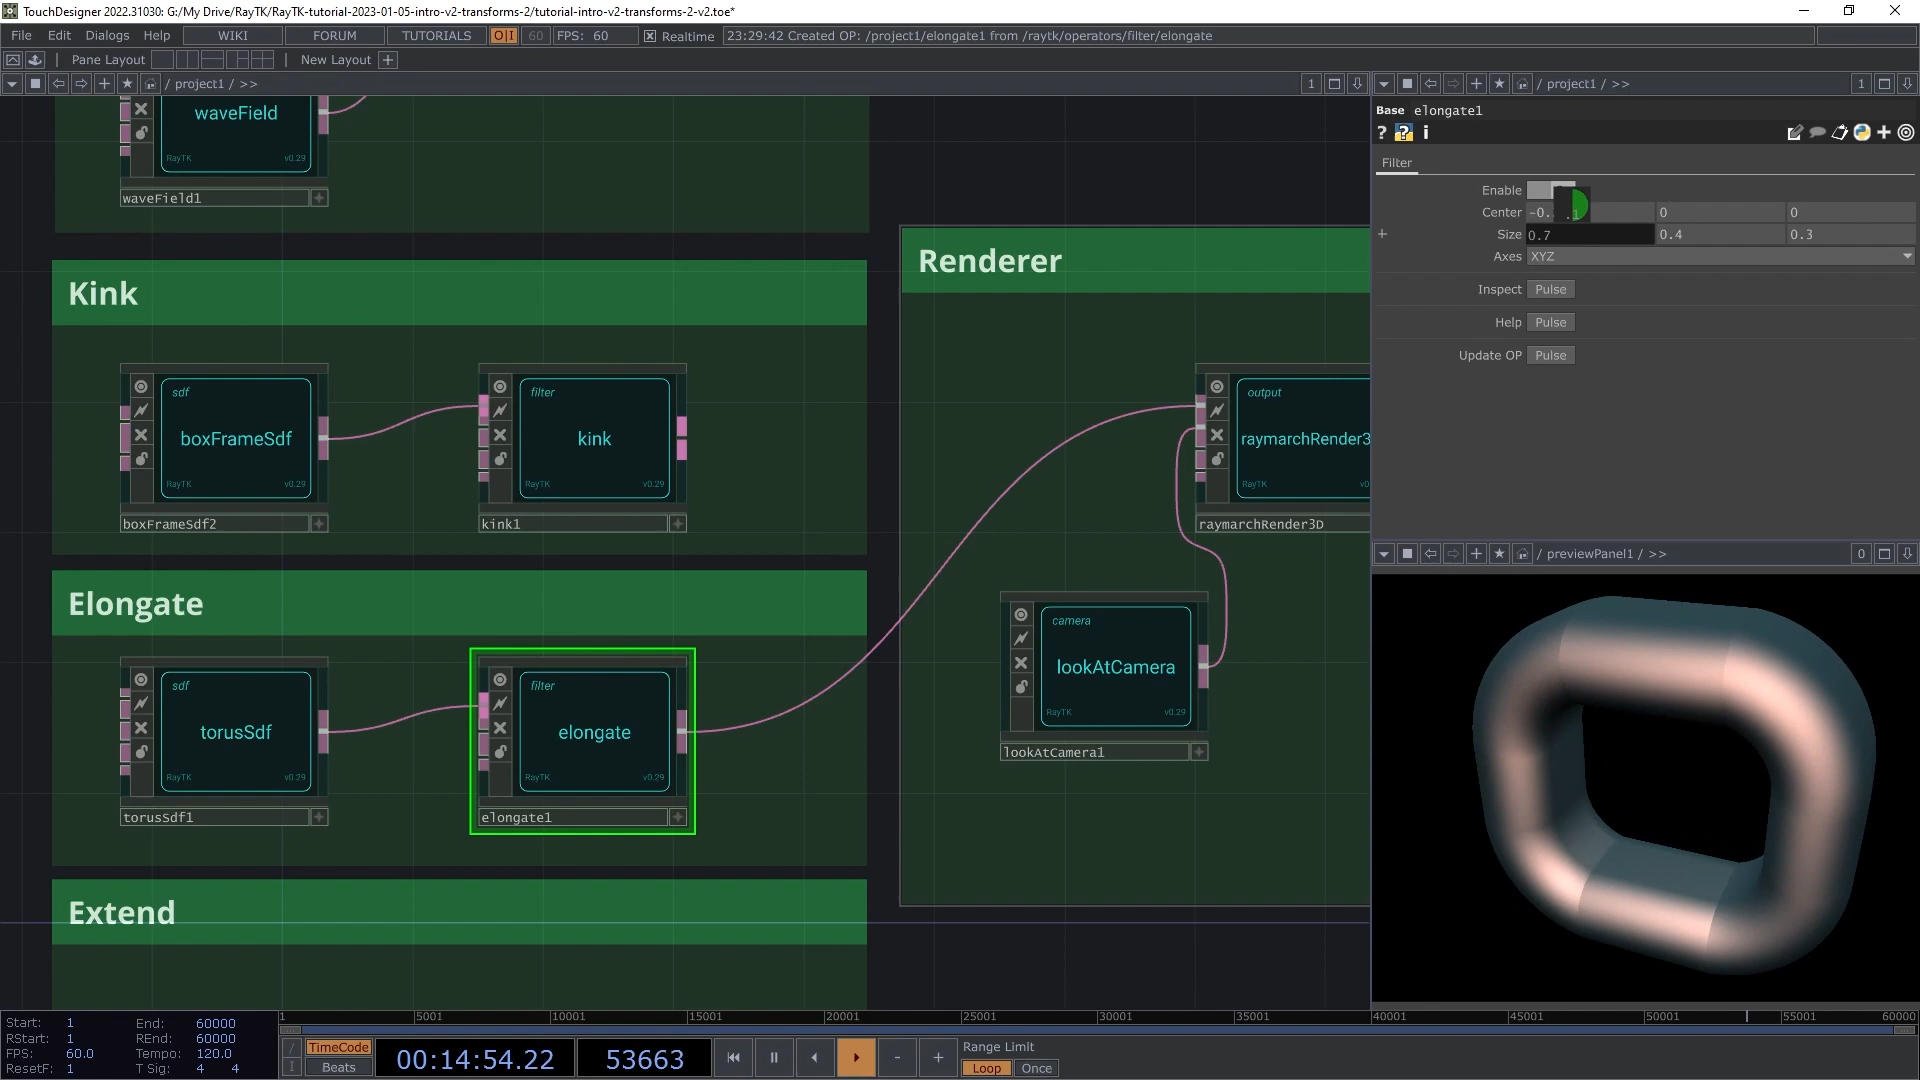 TouchDesigner 2022.31030: G:/My Drive/RayTK/RayTK-tutorial-2023-01-05-intro-v2-transforms-2/tutorial-intro-v2-transforms-2-v2.toe*
File Edit Dialogs Help WIKI FORUM TUTORIALS O|I 60 FPS: 60 Realtime 23:29:42 Created OP: /project1/elongate1 from /raytk/operators/filter/elongate
Pane Layout New Layout +
/ project1 / >> 1
/ project1 / >> 1
Base elongate1
? ? i
Filter
Enable
Center 0 0
+ Size 0.7 0.4 0.3
Axes XYZ
Inspect Pulse
Help Pulse
Update OP Pulse
/ previewPanel1 / >> 0
waveField
RayTK v0.29
waveField1
Kink
sdf
boxFrameSdf
RayTK v0.29
boxFrameSdf2
filter
kink
RayTK v0.29
kink1
Elongate
sdf
torusSdf
RayTK v0.29
torusSdf1
filter
elongate
RayTK v0.29
elongate1
Extend
Renderer
output
raymarchRender3
RayTK v0
raymarchRender3D
camera
lookAtCamera
RayTK v0.29
lookAtCamera1
1 5001 10001 15001 20001 25001 30001 35001 40001 45001 50001 55001 60000
Start: 1 End: 60000
RStart: 1 REnd: 60000
FPS: 60.0 Tempo: 120.0
ResetF: 1 T Sig: 4 4
TimeCode
Beats
00:14:54.22 53663
Range Limit
Loop Once